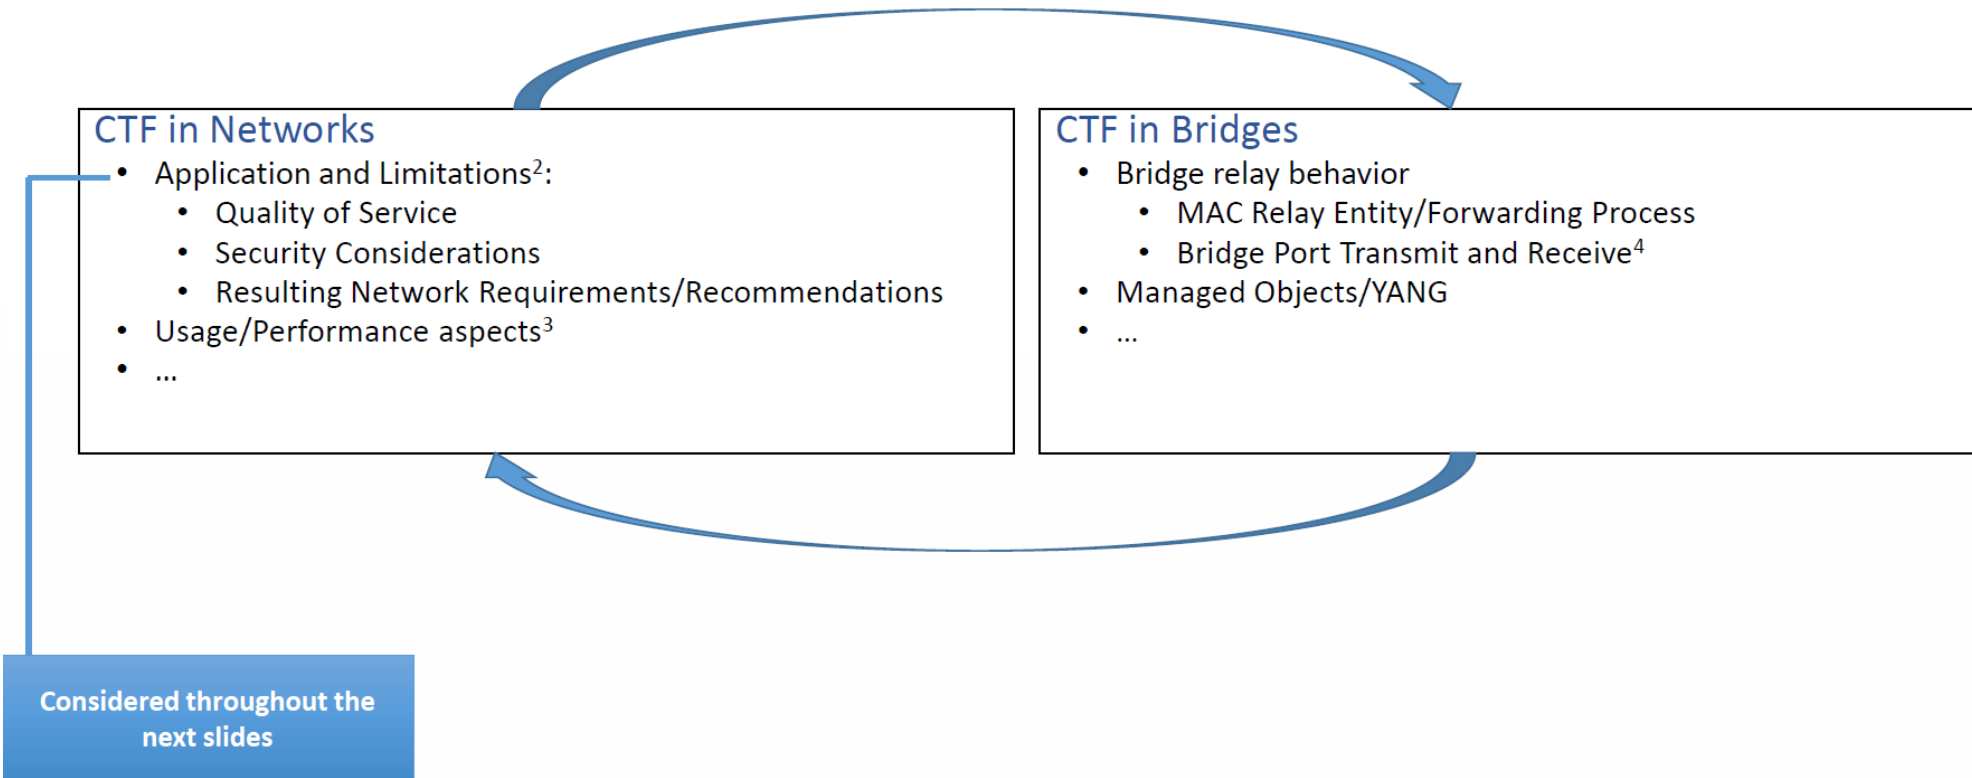 CTF in Networks
• Application and Limitations²:
• Quality of Service
• Security Considerations
• Resulting Network Requirements/Recommendations
• Usage/Performance aspects³
• ...
CTF in Bridges
• Bridge relay behavior
• MAC Relay Entity/Forwarding Process
• Bridge Port Transmit and Receive⁴
• Managed Objects/YANG
• ...
Considered throughout the
next slides